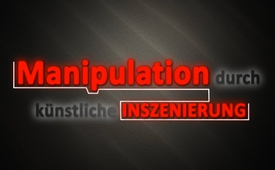 Manipulation durch
künstliche INSZENIERUNG